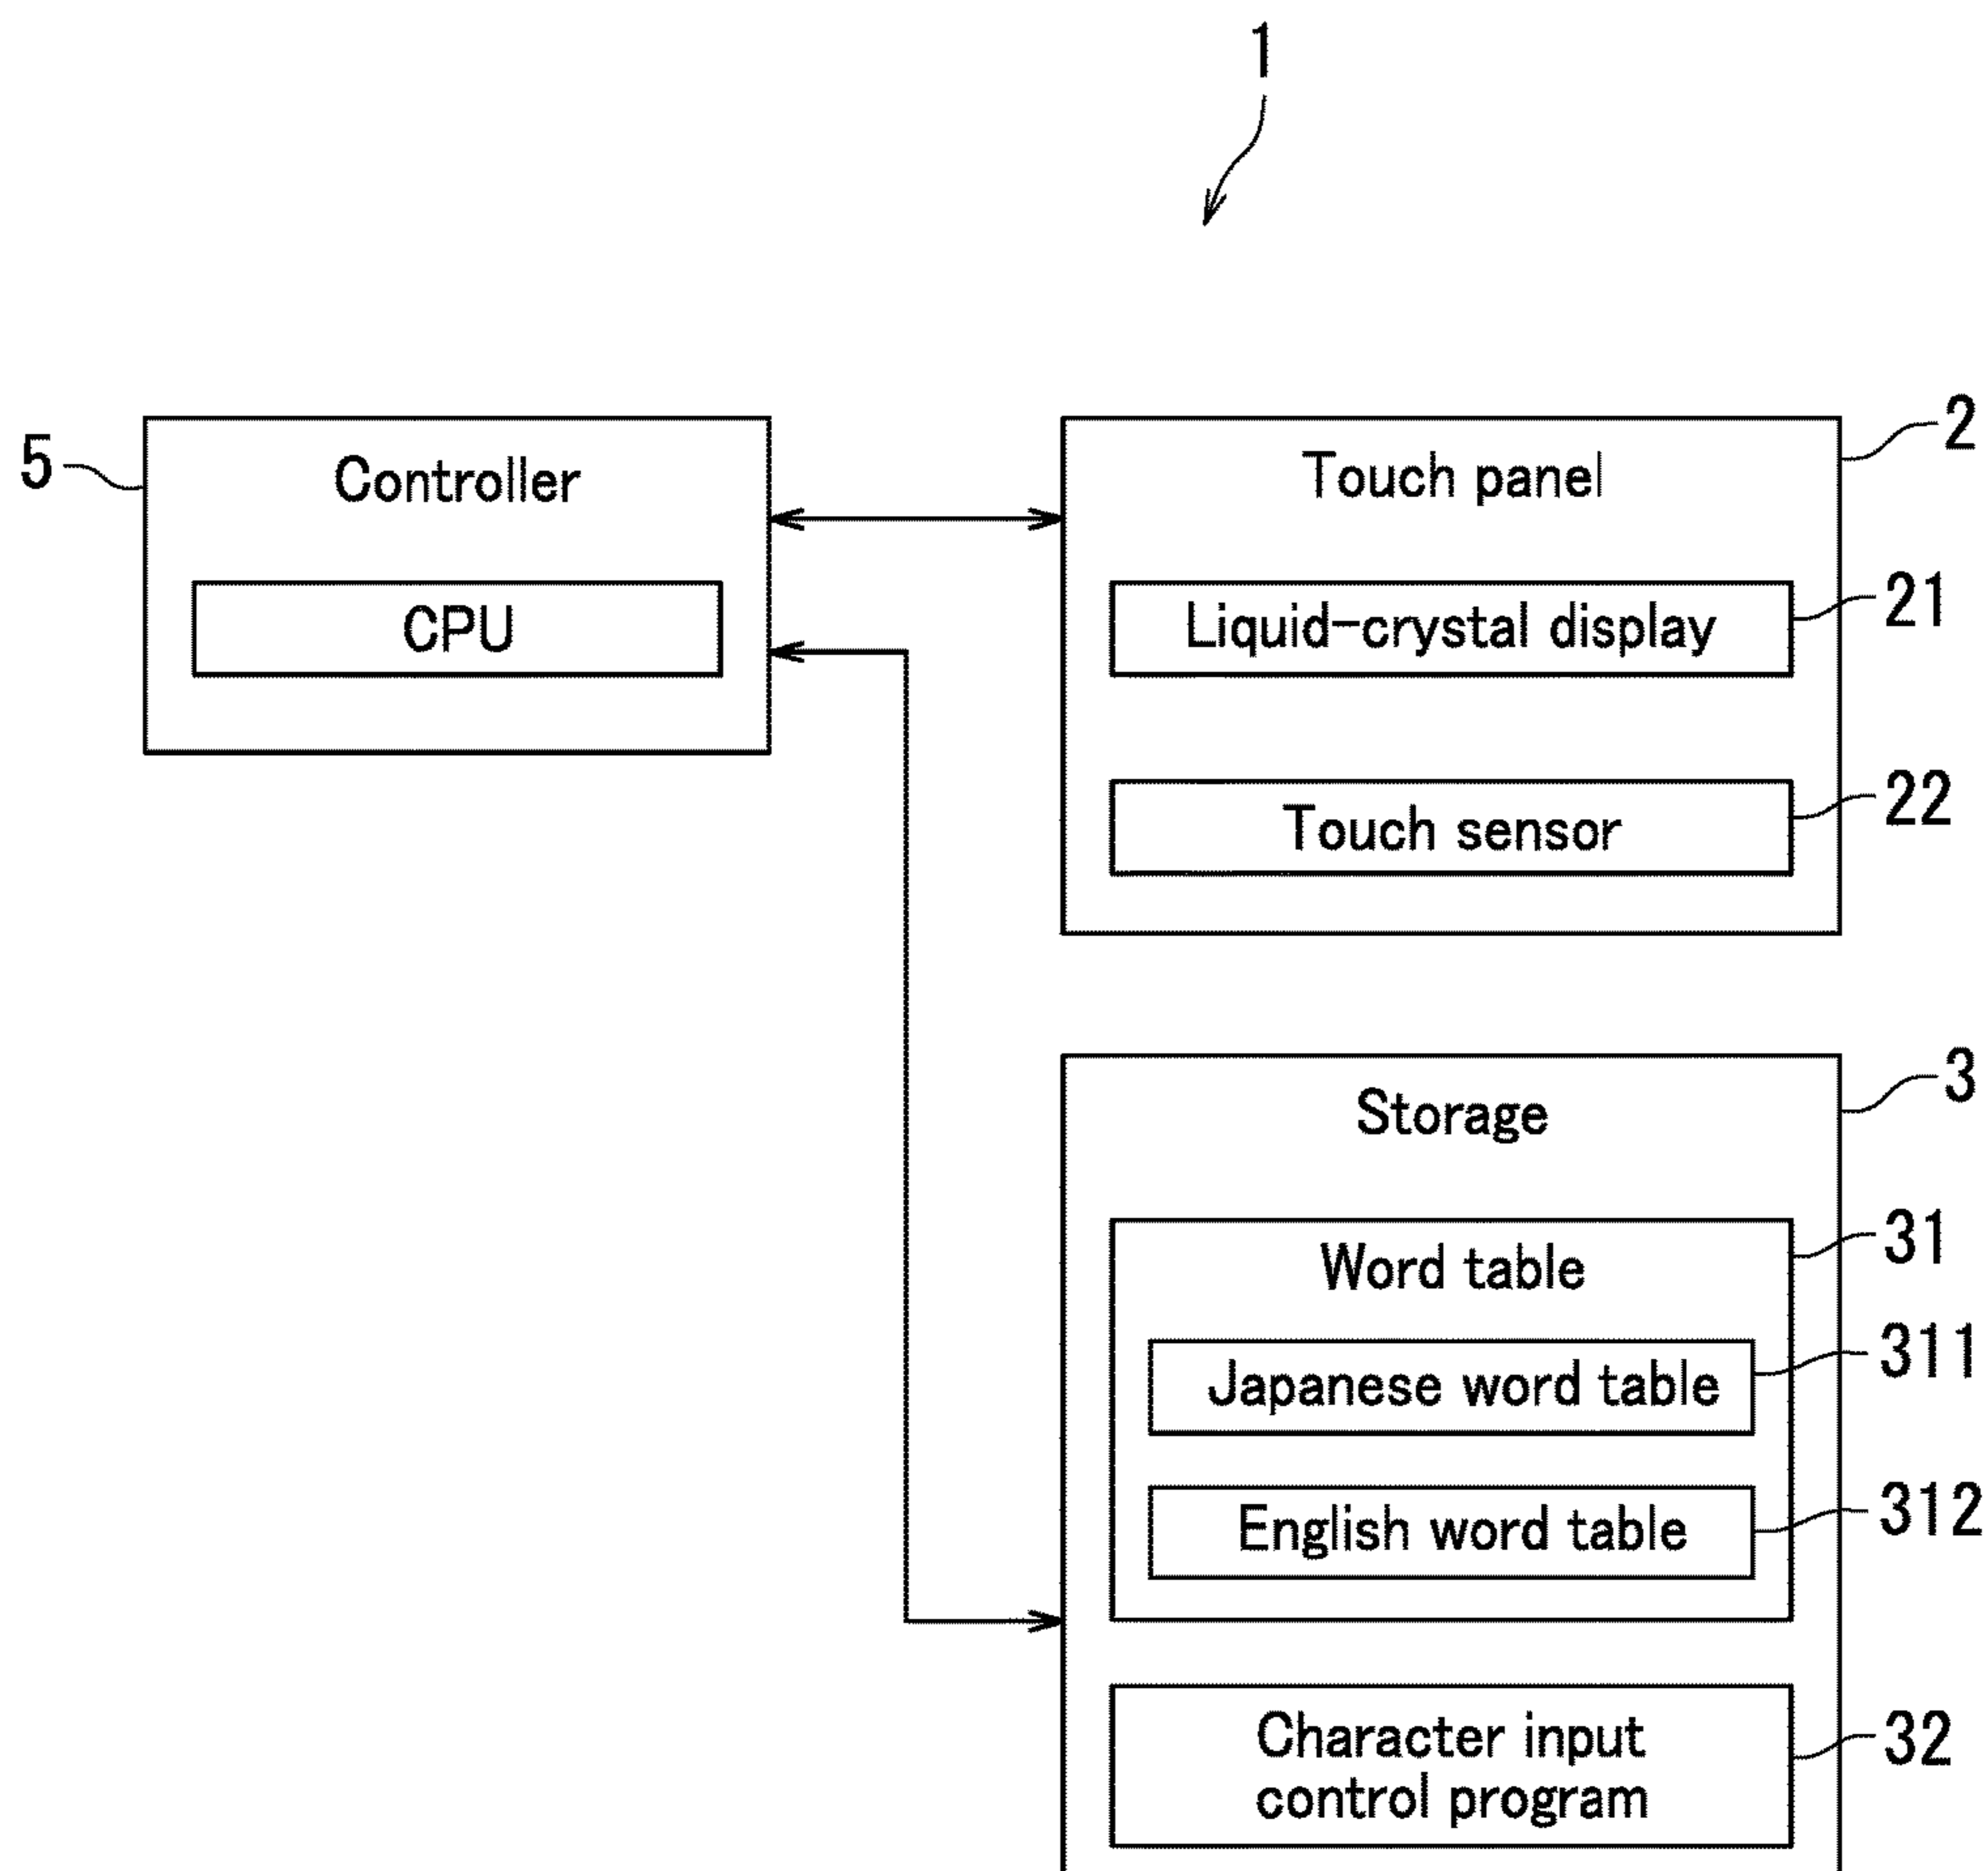 1
5
Controller
CPU
2
Touch panel
21
Liquid-crystal display
22
Touch sensor
3
Storage
31
Word table
311
Japanese word table
312
English word table
32
Character input
control program